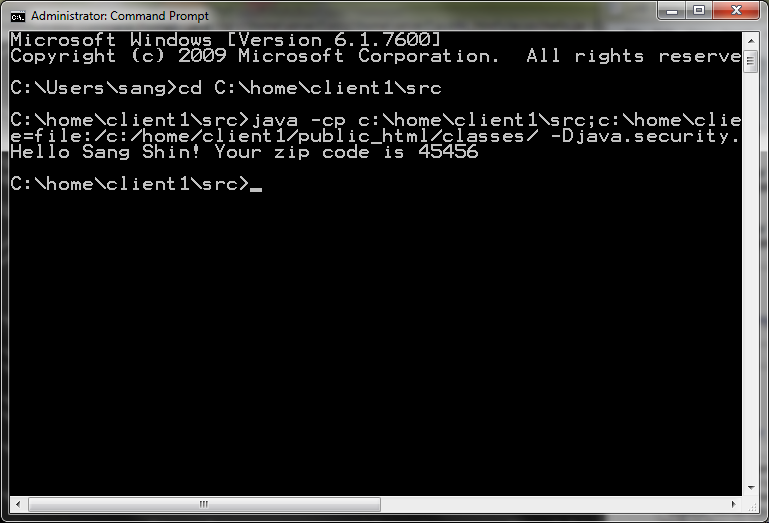 Administrator: Command Prompt
Microsoft Windows [Version 6.1.7600]
Copyright (c) 2009 Microsoft Corporation.  All rights reserve
C:\Users\sang>cd C:\home\client1\src
C:\home\client1\src>java -cp c:\home\client1\src;c:\home\clie
e=file:/c:/home/client1/public_html/classes/ -Djava.security.
Hello Sang Shin! Your zip code is 45456
C:\home\client1\src>_